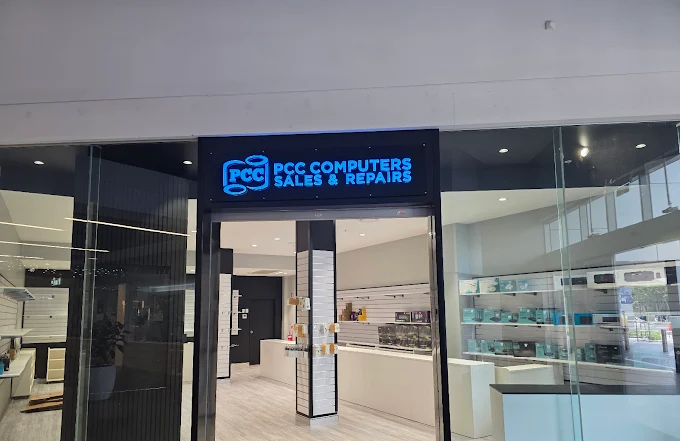 PCC
PCC COMPUTERS
SALES & REPAIRS